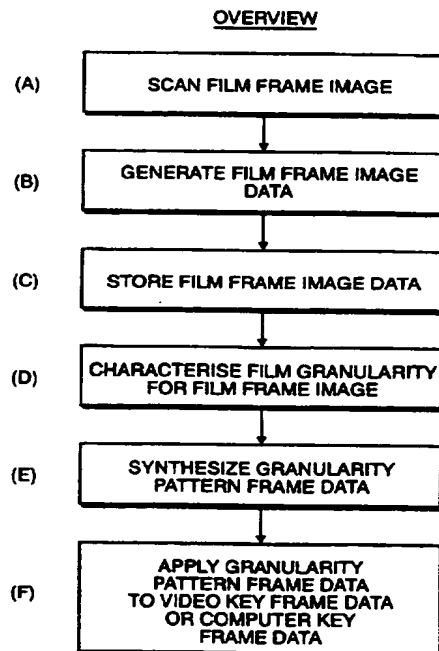 OVERVIEW
(A) SCAN FILM FRAME IMAGE
(B) GENERATE FILM FRAME IMAGE
DATA
(C) STORE FILM FRAME IMAGE DATA
(D) CHARACTERISE FILM GRANULARITY
FOR FILM FRAME IMAGE
(E) SYNTHESIZE GRANULARITY
PATTERN FRAME DATA
(F) APPLY GRANULARITY
PATTERN FRAME DATA
TO VIDEO KEY FRAME DATA
OR COMPUTER KEY
FRAME DATA